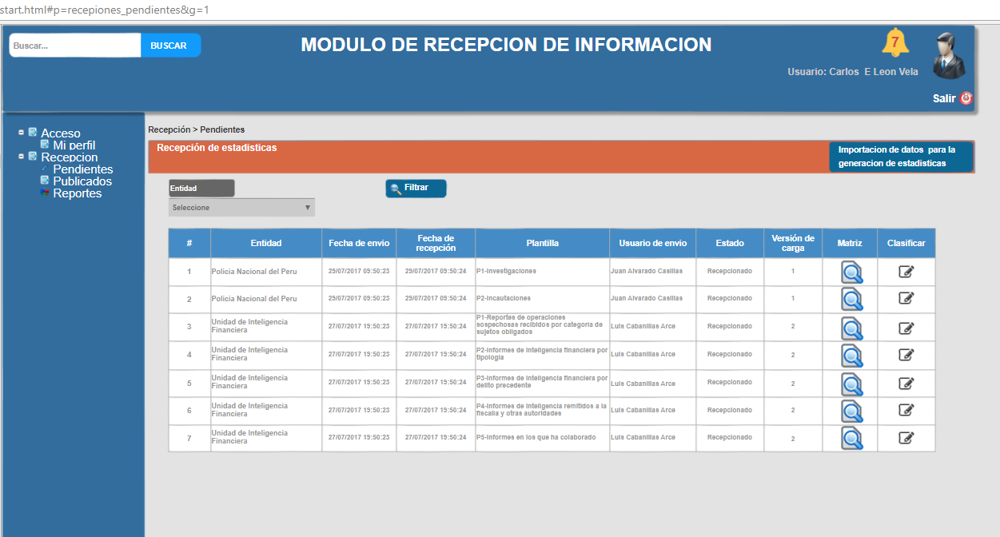 start.html#p=recepiones_pendientes&g=1
Buscar...
BUSCAR
MODULO DE RECEPCION DE INFORMACION
7
Usuario: Carlos E Leon Vela
Salir
Acceso
Mi perfil
Recepcion
Pendientes
Publicados
Reportes
Recepción > Pendientes
Recepción de estadisticas
Importacion de datos para la
generacion de estadisticas
Entidad
Filtrar
Seleccione
# Entidad Fecha de envio Fecha de recepción Plantilla Usuario de envio Estado Versión de carga Matriz Clasificar
1 Policia Nacional del Peru 29/07/2017 09:50:23 29/07/2017 09:50:24 P1-Investigaciones Juan Alvarado Casillas Recepcionado 1
2 Policia Nacional del Peru 29/07/2017 09:50:23 29/07/2017 09:50:24 P2-Incautaciones Juan Alvarado Casillas Recepcionado 1
3 Unidad de Inteligencia Financiera 27/07/2017 19:50:23 27/07/2017 19:50:24 P1-Reportes de operaciones sospechosas recibidos por categoria de sujetos obligados Luis Cabanillas Arce Recepcionado 2
4 Unidad de Inteligencia Financiera 27/07/2017 19:50:23 27/07/2017 19:50:24 P2-Informes de inteligencia financiera por tipologia Luis Cabanillas Arce Recepcionado 2
5 Unidad de Inteligencia Financiera 27/07/2017 19:50:23 27/07/2017 19:50:24 P3-Informes de inteligencia financiera por delito precedente Luis Cabanillas Arce Recepcionado 2
6 Unidad de Inteligencia Financiera 27/07/2017 19:50:23 27/07/2017 19:50:24 P4-Informes de inteligencia remitidos a la fiscalia y otras autoridades Luis Cabanillas Arce Recepcionado 2
7 Unidad de Inteligencia Financiera 27/07/2017 19:50:23 27/07/2017 19:50:24 P5-Informes en los que ha colaborado Luis Cabanillas Arce Recepcionado 2